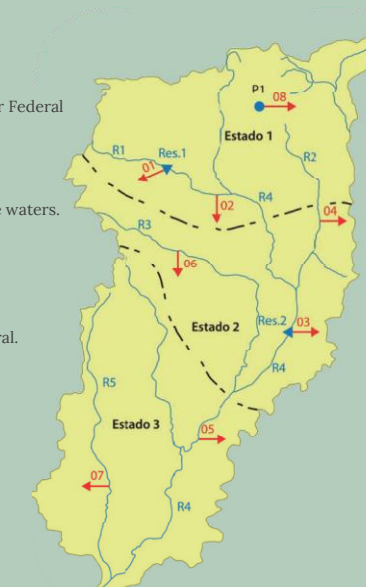 r Federal
e waters.
ral.
P1
08
Estado 1
R1
Res.1
01
R2
02
R4
04
R3
06
Estado 2
Res.2
03
R4
R5
Estado 3
05
07
R4